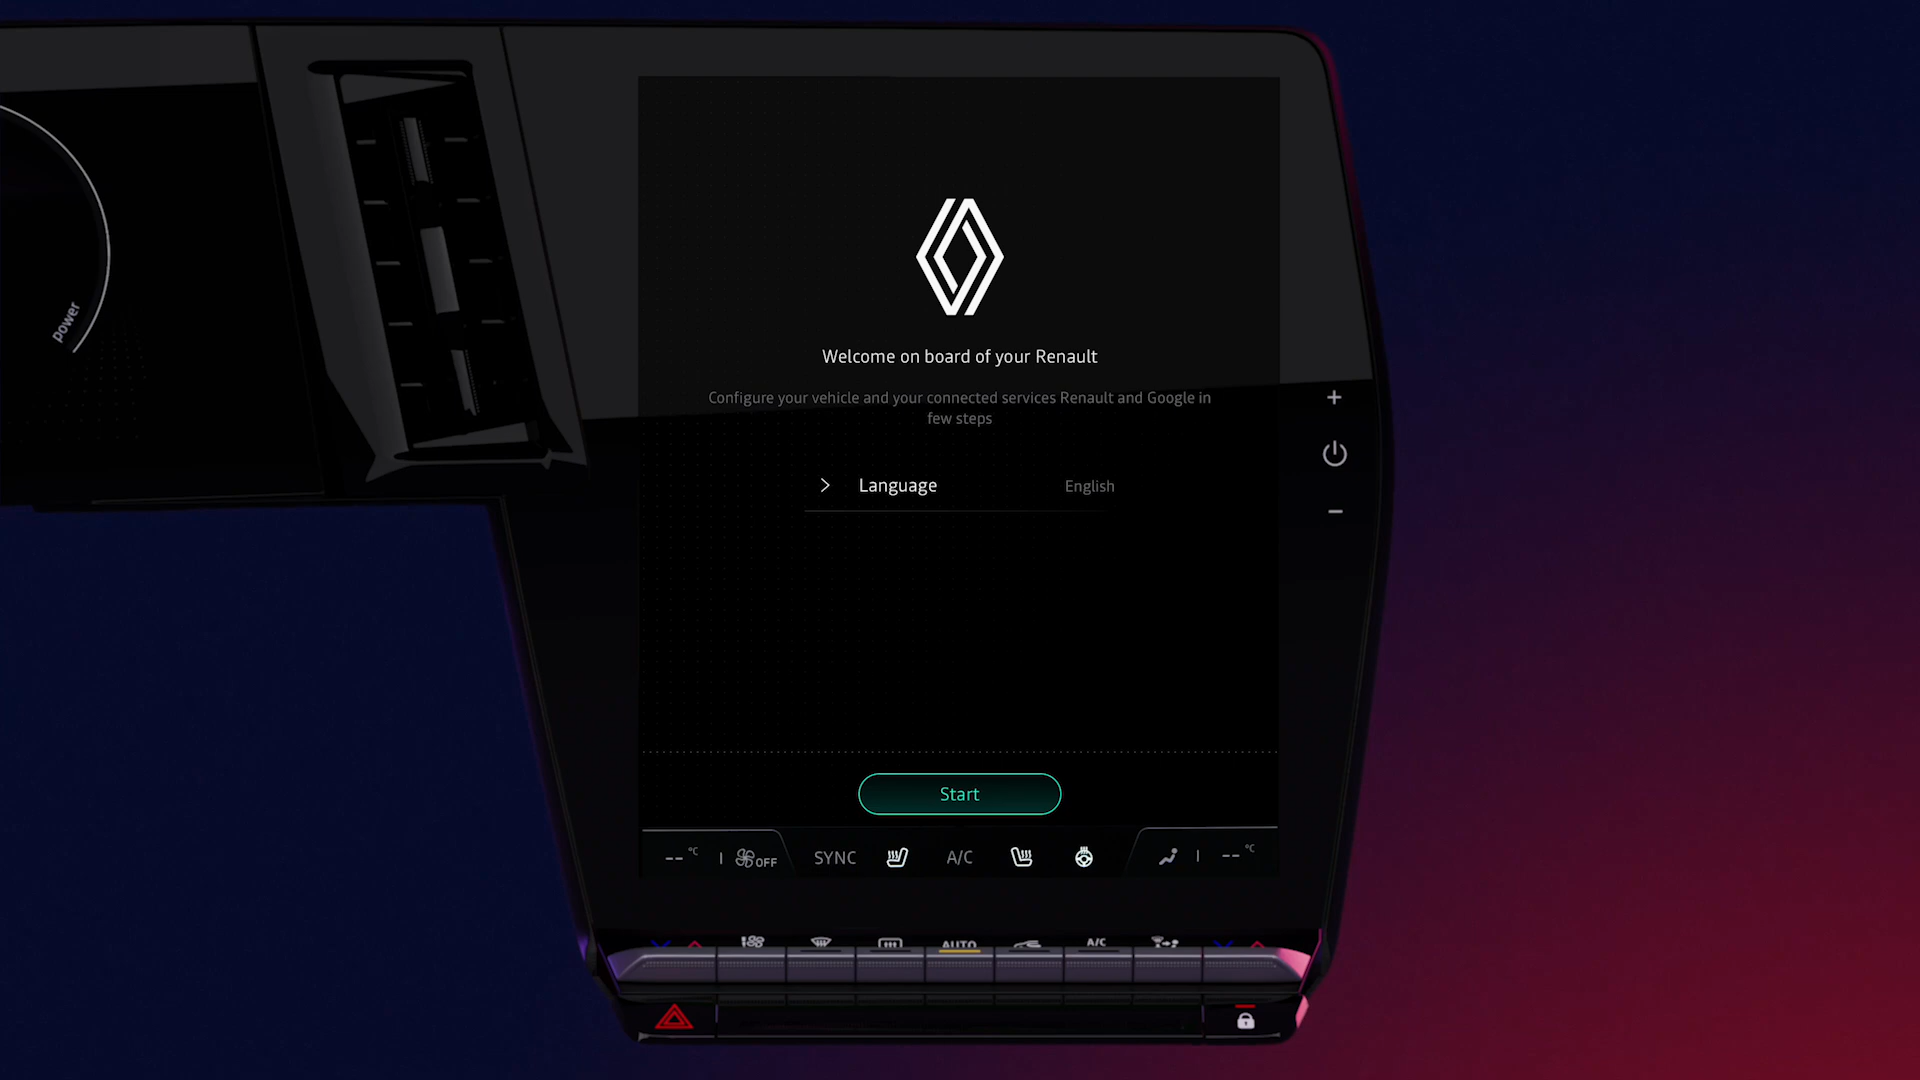 power
Welcome on board of your Renault
Configure your vehicle and your connected services Renault and Google in
few steps
Language English
Start
-- °C OFF SYNC A/C -- °C
AUTO A/C